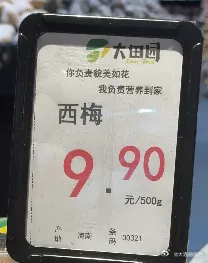 大田园
你负责貌美如花
我负责营养到家
西梅
9.90
元/500g
产地 海南 条码 00321